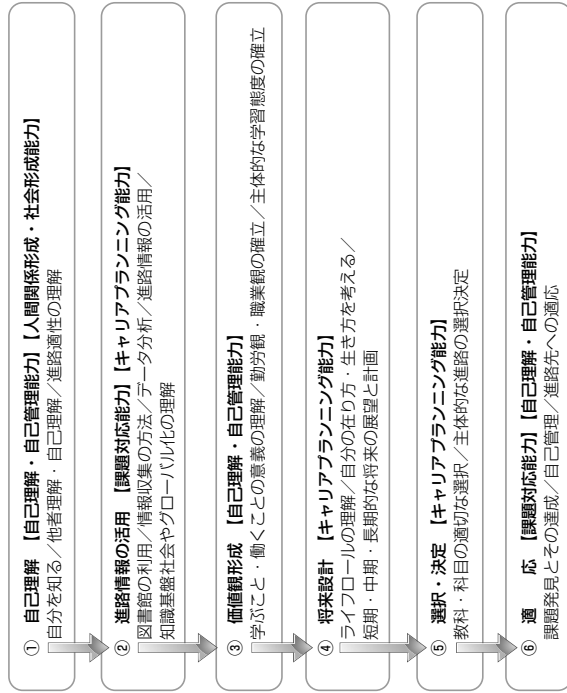 ① 自己理解 【自己理解・自己管理能力】【人間関係形成・社会形成能力】
自分を知る／他者理解・自己理解／進路適性の理解
② 進路情報の活用 【課題対応能力】【キャリアプランニング能力】
図書館の利用／情報収集の方法／データ分析／進路情報の活用／
知識基盤社会やグローバル化の理解
③ 価値観形成 【自己理解・自己管理能力】
学ぶこと・働くことの意義の理解／勤労観・職業観の確立／主体的な学習態度の確立
④ 将来設計 【キャリアプランニング能力】
ライフロールの理解／自分の在り方・生き方を考える／
短期・中期・長期的な将来の展望と計画
⑤ 選択・決定 【キャリアプランニング能力】
教科・科目の適切な選択／主体的な進路の選択決定
⑥ 適　応 【課題対応能力】【自己理解・自己管理能力】
課題発見とその達成／自己管理／進路先への適応